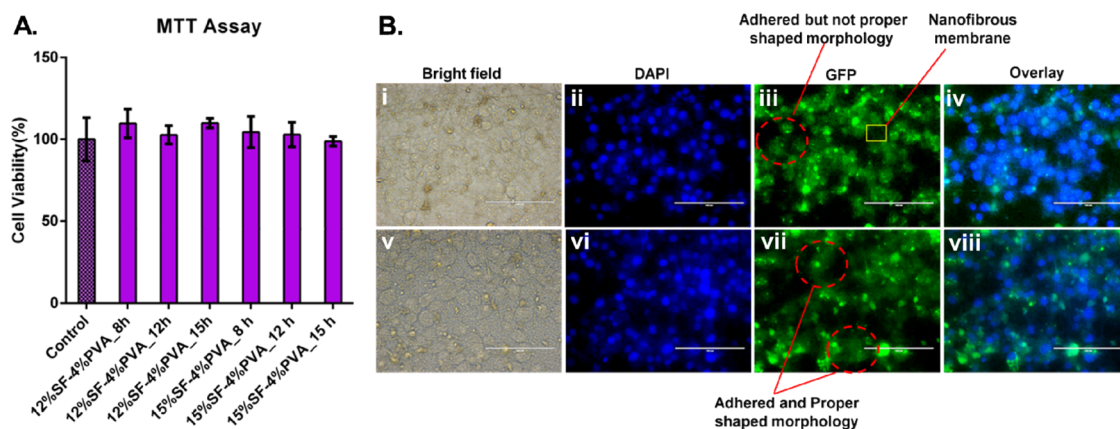 A.
MTT Assay
Cell Viability(%)
150
100
50
0
Control
12%SF-4%PVA_8h
12%SF-4%PVA_12h
12%SF-4%PVA_15h
15%SF-4%PVA_8 h
15%SF-4%PVA_12 h
15%SF-4%PVA_15 h
B.
Adhered but not proper
shaped morphology
Nanofibrous
membrane
Bright field
DAPI
GFP
Overlay
i
ii
iii
iv
v
vi
vii
viii
Adhered and Proper
shaped morphology